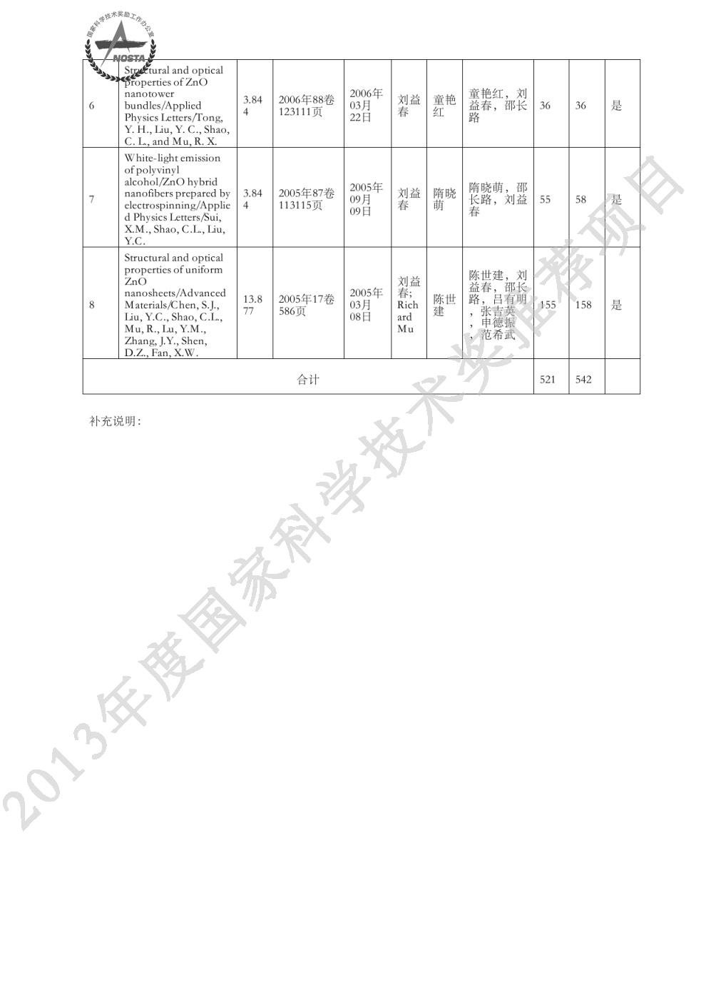 国家科学技术奖励工作办公室
NOSTA
6
Structural and optical
properties of ZnO
nanotower
bundles/Applied
Physics Letters/Tong,
Y. H., Liu, Y. C., Shao,
C. L., and Mu, R. X.
3.84
4
2006年88卷
123111页
2006年
03月
22日
刘益
春
童艳
红
童艳红，刘
益春，邵长
路
36
36
是
7
White-light emission
of polyvinyl
alcohol/ZnO hybrid
nanofibers prepared by
electrospinning/Applie
d Physics Letters/Sui,
X.M., Shao, C.L., Liu,
Y.C.
3.84
4
2005年87卷
113115页
2005年
09月
09日
刘益
春
隋晓
萌
隋晓萌，邵
长路，刘益
春
55
58
是
8
Structural and optical
properties of uniform
ZnO
nanosheets/Advanced
Materials/Chen, S.J.,
Liu, Y.C., Shao, C.L.,
Mu, R., Lu, Y.M.,
Zhang, J.Y., Shen,
D.Z., Fan, X.W.
13.8
77
2005年17卷
586页
2005年
03月
08日
刘益
春;
Rich
ard
Mu
陈世
建
陈世建，刘
益春，邵长
路，吕有明
，张吉英
，申德振
，范希武
155
158
是
合计
521
542
补充说明：
2013年度国家科学技术奖推荐项目